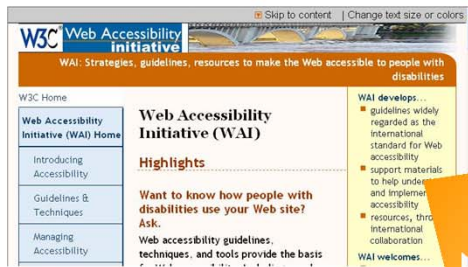 Skip to content | Change text size or colors
W3C Web Accessibility
initiative
WAI: Strategies, guidelines, resources to make the Web accessible to people with
disabilities
W3C Home
Web Accessibility
Initiative (WAI) Home
Introducing
Accessibility
Guidelines &
Techniques
Managing
Accessibility
Web Accessibility
Initiative (WAI)
Highlights
Want to know how people with
disabilities use your Web site?
Ask.
Web accessibility guidelines,
techniques, and tools provide the basis
WAI develops...
guidelines widely
regarded as the
international
standard for Web
accessibility
support materials
to help
and
accessibility
resources,
international
collaboration
WAI welcomes...